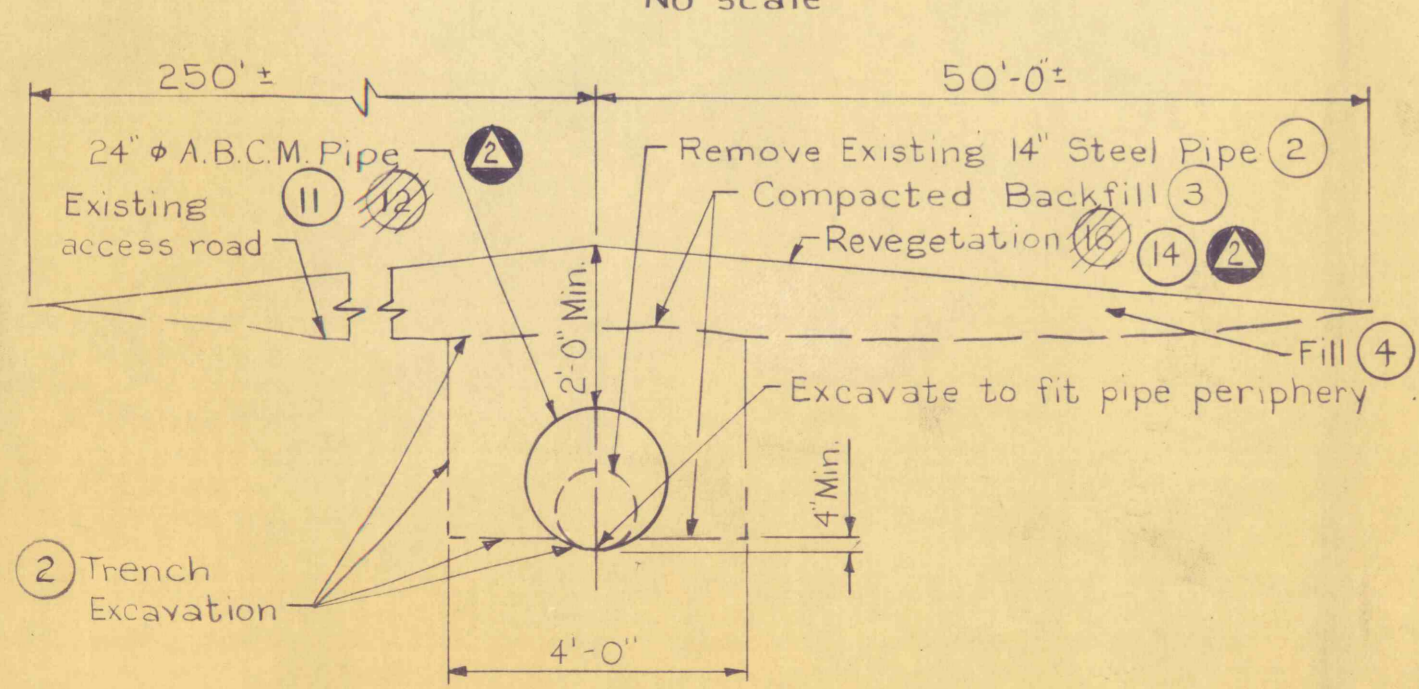 No scale
250' ±
50'-0" ±
24" ø A.B.C.M. Pipe 2
Remove Existing 14" Steel Pipe 2
Existing
access road
11 12
Compacted Backfill 3
Revegetation 16 14 2
2'-0" Min.
Fill 4
Excavate to fit pipe periphery
4" Min.
2 Trench
Excavation
4'-0"